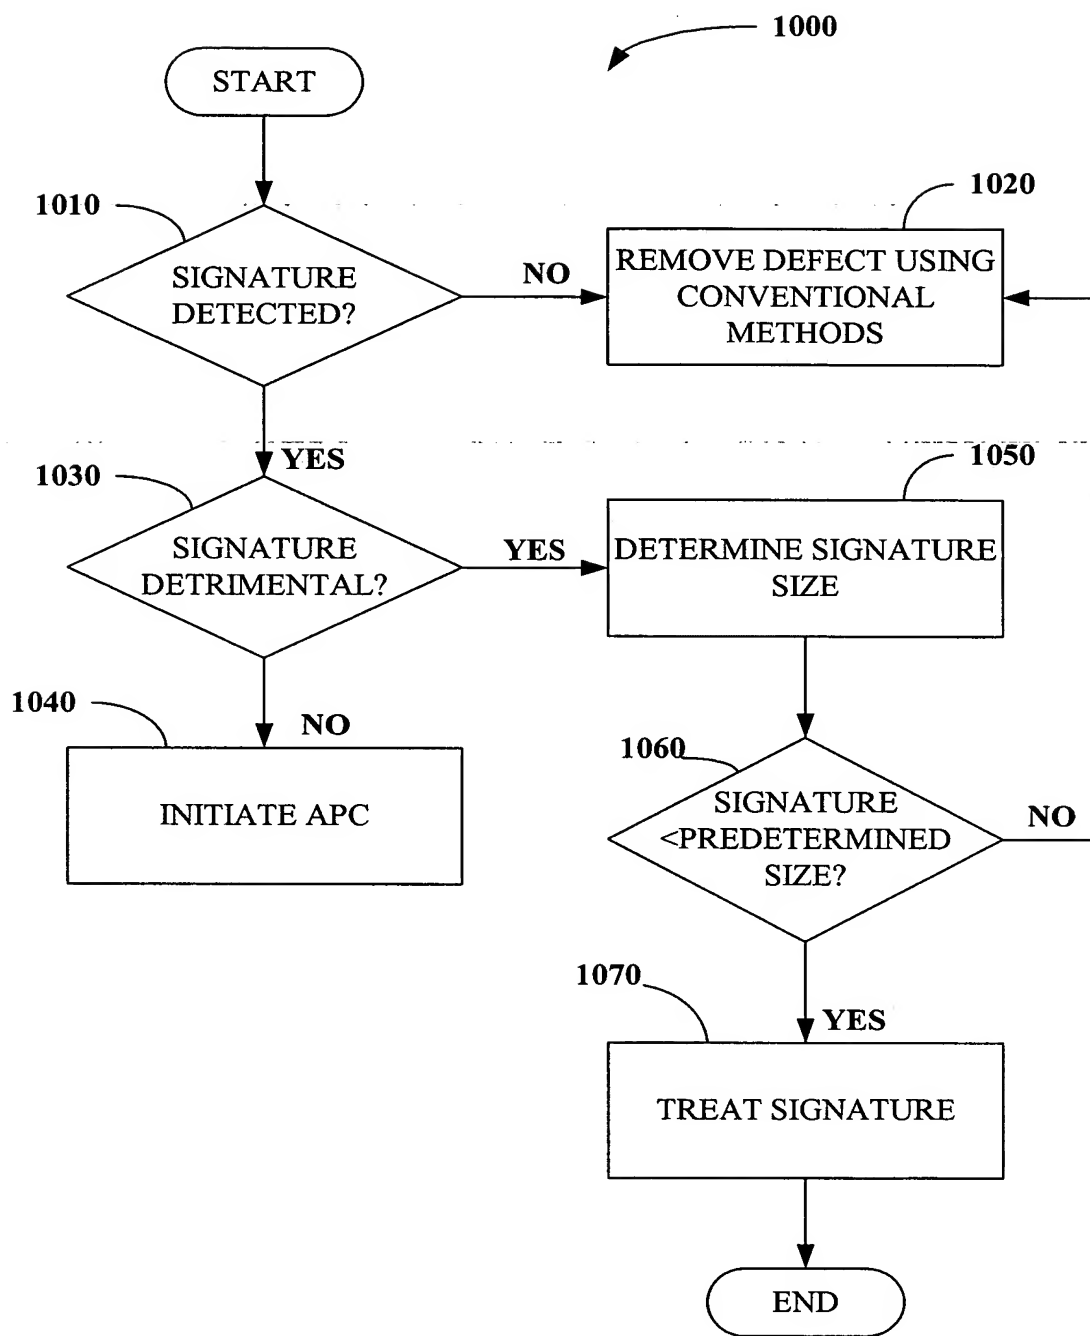 1000
START
1010
SIGNATURE
DETECTED?
NO
1020
REMOVE DEFECT USING
CONVENTIONAL
METHODS
YES
1030
SIGNATURE
DETRIMENTAL?
YES
1050
DETERMINE SIGNATURE
SIZE
1040
NO
INITIATE APC
1060
SIGNATURE
<PREDETERMINED
SIZE?
NO
1070
YES
TREAT SIGNATURE
END